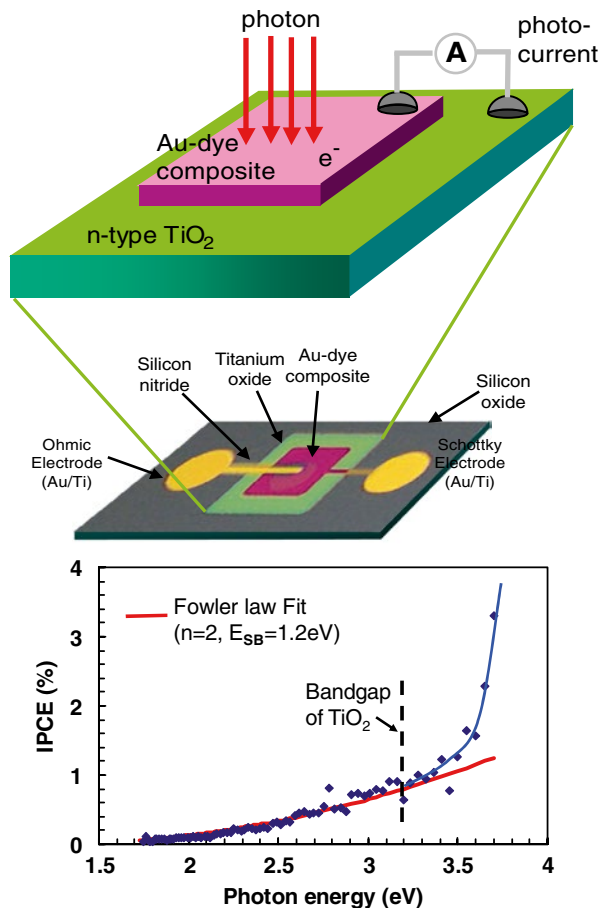 photon
photo-
current
A
Au-dye
composite
e⁻
n-type TiO₂
Au-dye
composite
Titanium
oxide
Silicon
nitride
Silicon
oxide
Ohmic
Electrode
(Au/Ti)
Schottky
Electrode
(Au/Ti)
4
3
2
1
0
IPCE (%)
Fowler law Fit
(n=2, E_SB=1.2eV)
Bandgap
of TiO₂
1.5 2 2.5 3 3.5 4
Photon energy (eV)